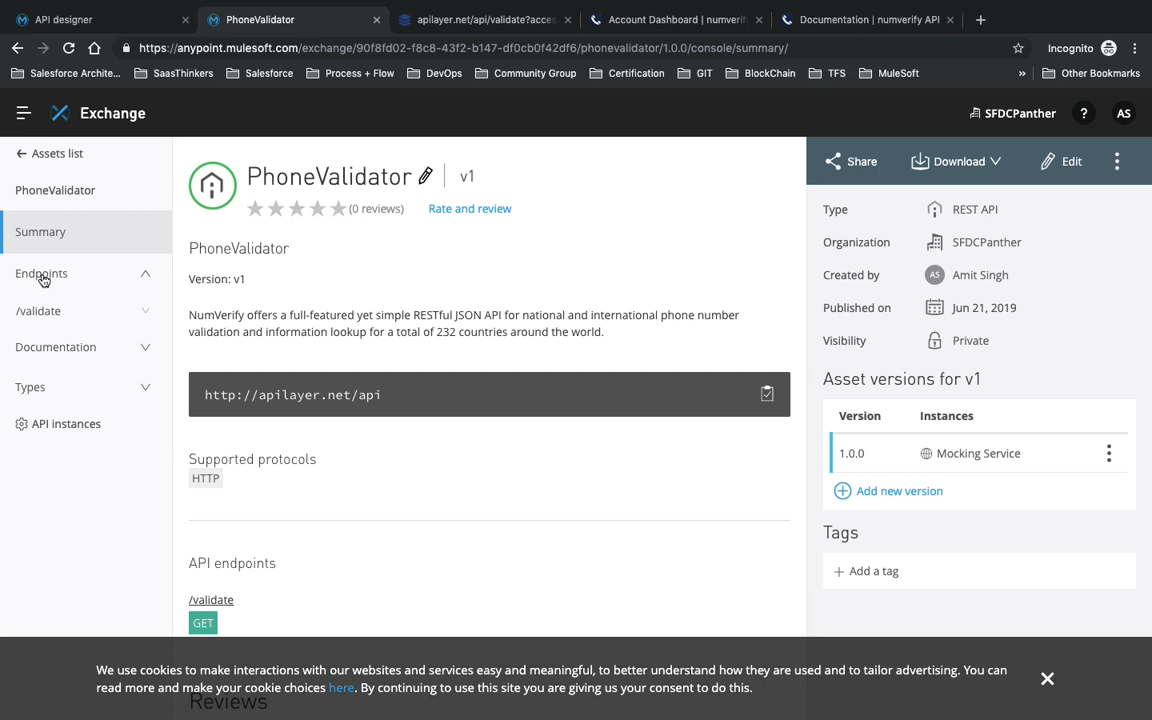 API designer
PhoneValidator
apilayer.net/api/validate?acces
Account Dashboard | numverif
Documentation | numverify API
https://anypoint.mulesoft.com/exchange/90f8fd02-f8c8-43f2-b147-df0cb0f42df6/phonevalidator/1.0.0/console/summary/
Incognito
Salesforce Archite...
SaasThinkers
Salesforce
Process + Flow
DevOps
Community Group
Certification
GIT
BlockChain
TFS
MuleSoft
»
Other Bookmarks
Exchange
SFDCPanther
?
AS
Assets list
PhoneValidator
Summary
Endpoints
/validate
Documentation
Types
API instances
PhoneValidator
v1
(0 reviews)
Rate and review
PhoneValidator
Version: v1
NumVerify offers a full-featured yet simple RESTful JSON API for national and international phone number
validation and information lookup for a total of 232 countries around the world.
http://apilayer.net/api
Supported protocols
HTTP
API endpoints
/validate
GET
Reviews
Share
Download
Edit
Type
REST API
Organization
SFDCPanther
Created by
AS
Amit Singh
Published on
Jun 21, 2019
Visibility
Private
Asset versions for v1
Version
Instances
1.0.0
Mocking Service
Add new version
Tags
+ Add a tag
We use cookies to make interactions with our websites and services easy and meaningful, to better understand how they are used and to tailor advertising. You can
read more and make your cookie choices here. By continuing to use this site you are giving us your consent to do this.